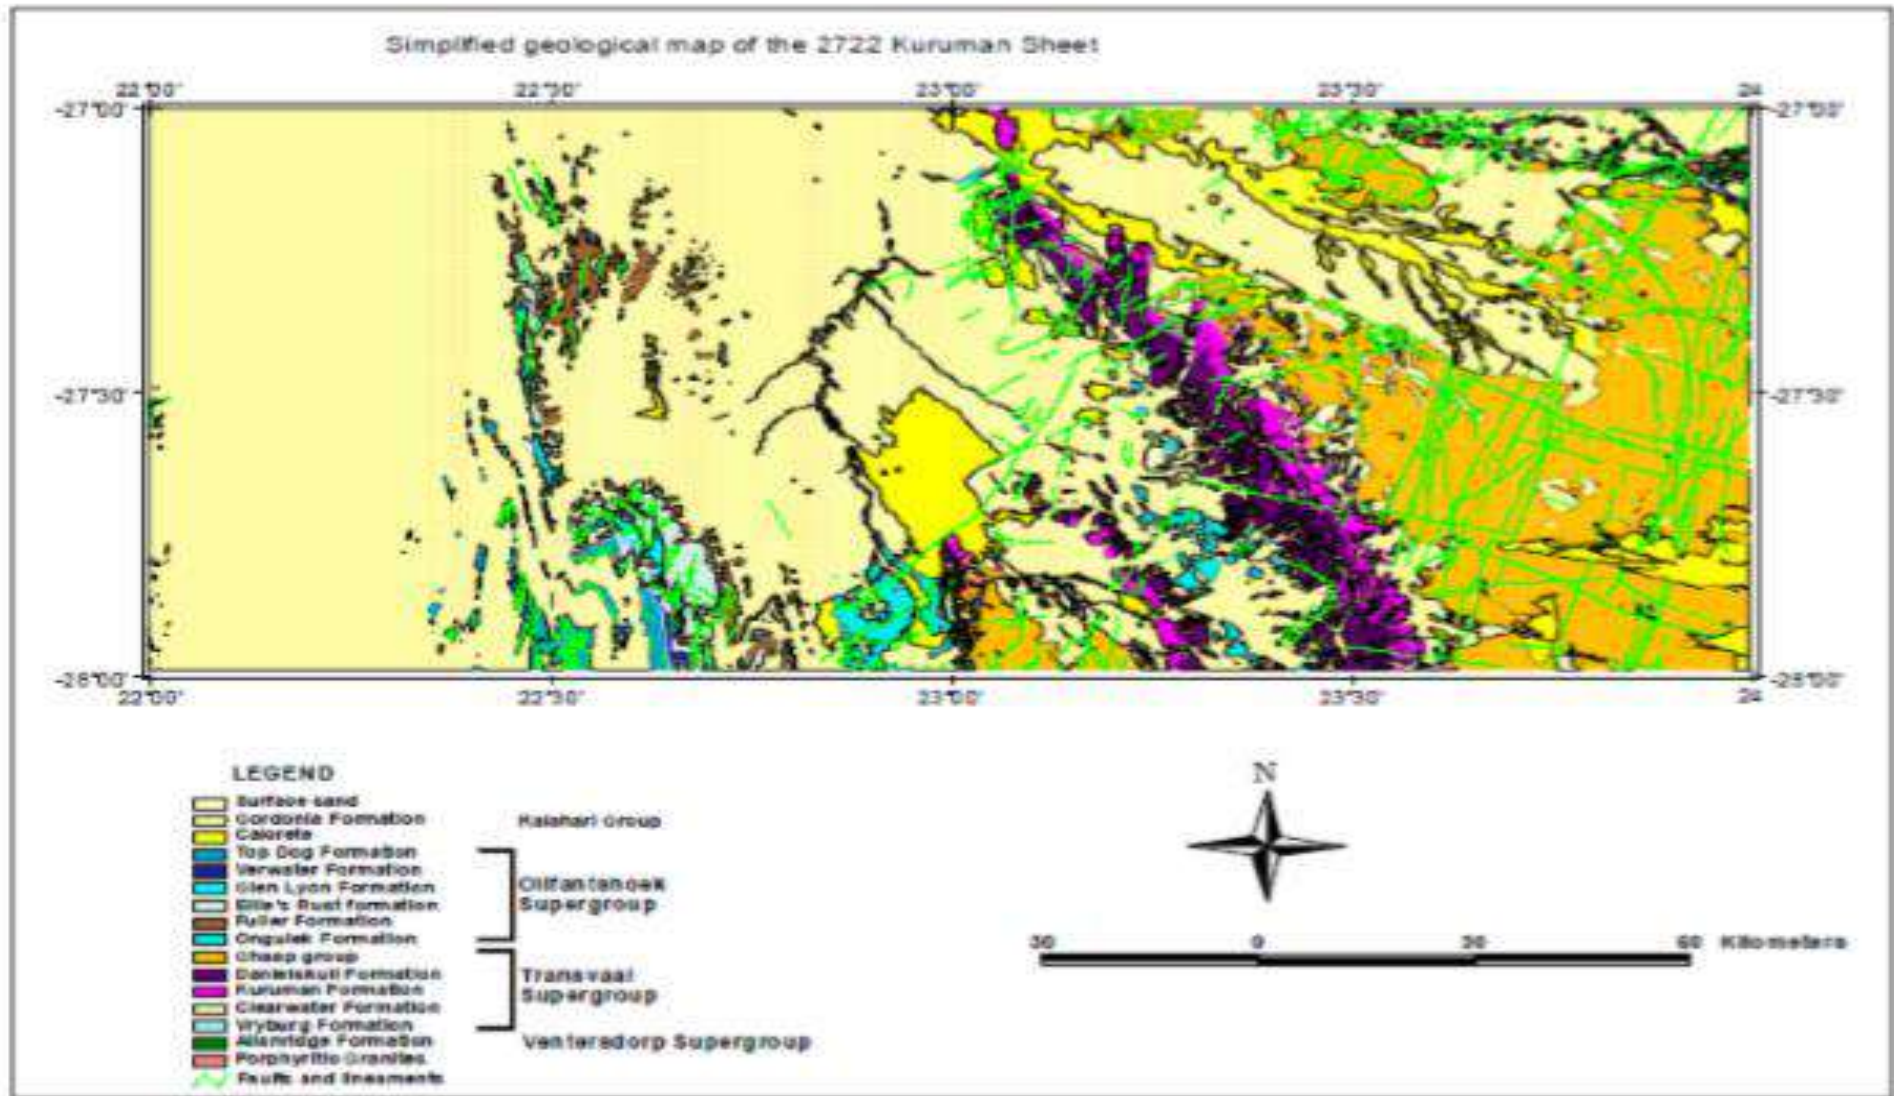 Simplified geological map of the 2722 Kuruman Sheet
22°00' 22°30' 23°00' 23°30' 24
-27°00' -27°00'
-27°30' -27°30'
-28°00' -28°00'
22°00' 22°30' 23°00' 23°30' 24
LEGEND
Surface sand
Gordonia Formation
Kalahari Group
Calcrete
Top Dog Formation
Verwater Formation
Glen Lyon Formation
Olifantshoek
Supergroup
Ellie's Rust formation
Fuller Formation
Ongulek Formation
Ghaap group
Danielskuil Formation
Kuruman Formation
Transvaal
Supergroup
Clearwater Formation
Vryburg Formation
Allanridge Formation
Ventersdorp Supergroup
Porphyritic Granites
Faults and lineaments
N
30 0 30 60 Kilometers